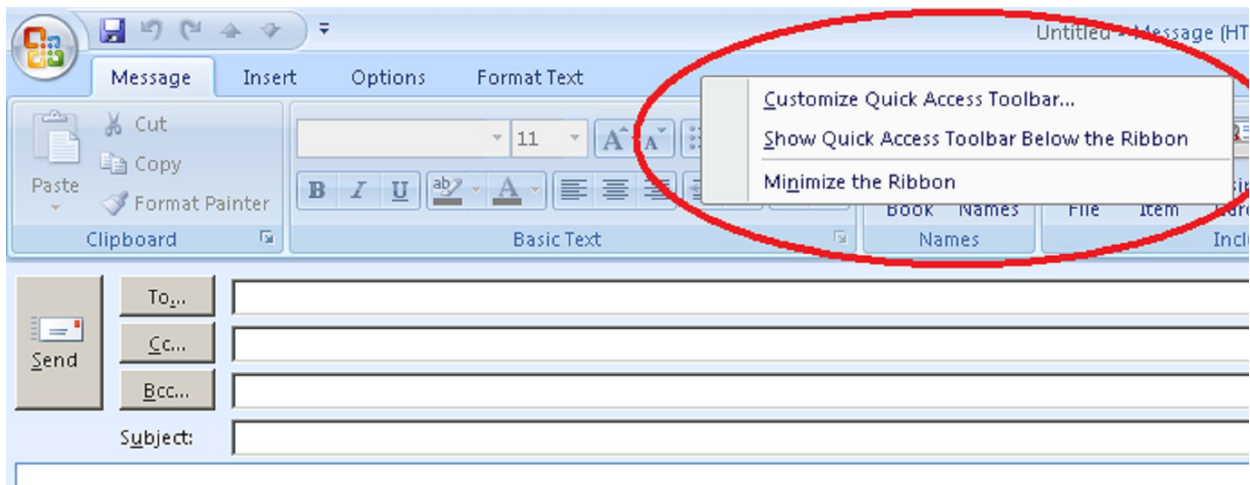 Untitled - Message (HT
Message Insert Options Format Text
Customize Quick Access Toolbar...
Show Quick Access Toolbar Below the Ribbon
Minimize the Ribbon
Cut
Copy
Paste
Format Painter
11
A A
B I U ab A
Book Names File Item
Clipboard Basic Text Names Incl
Send
To...
Cc...
Bcc...
Subject: